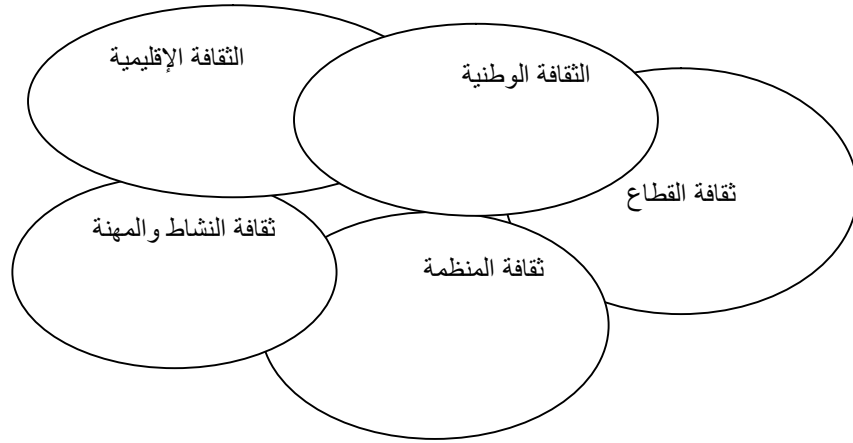 الثقافة الإقليمية
الثقافة الوطنية
ثقافة القطاع
ثقافة النشاط والمهنة
ثقافة المنظمة